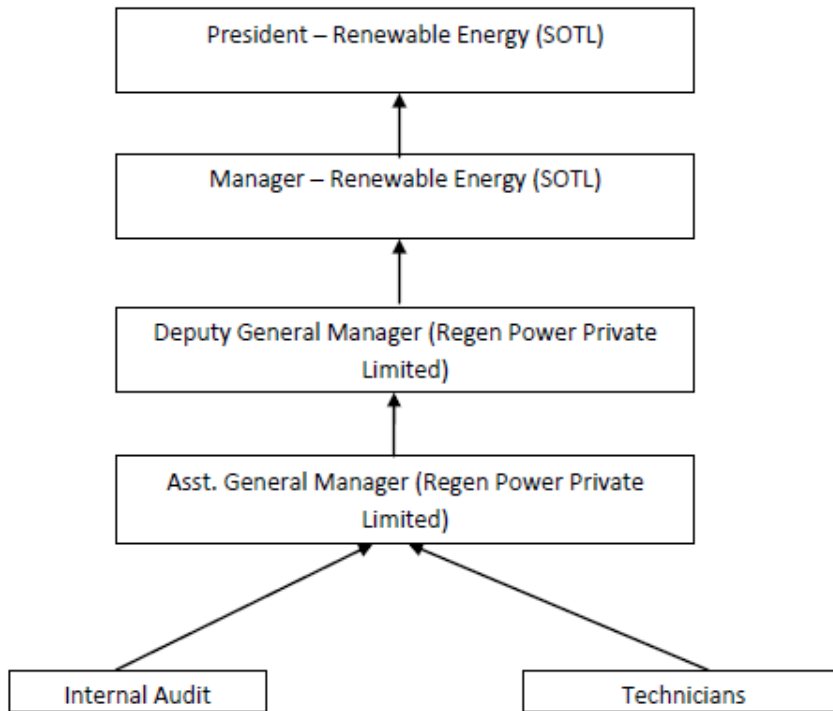 President – Renewable Energy (SOTL)
Manager – Renewable Energy (SOTL)
Deputy General Manager (Regen Power Private
Limited)
Asst. General Manager (Regen Power Private
Limited)
Internal Audit
Technicians